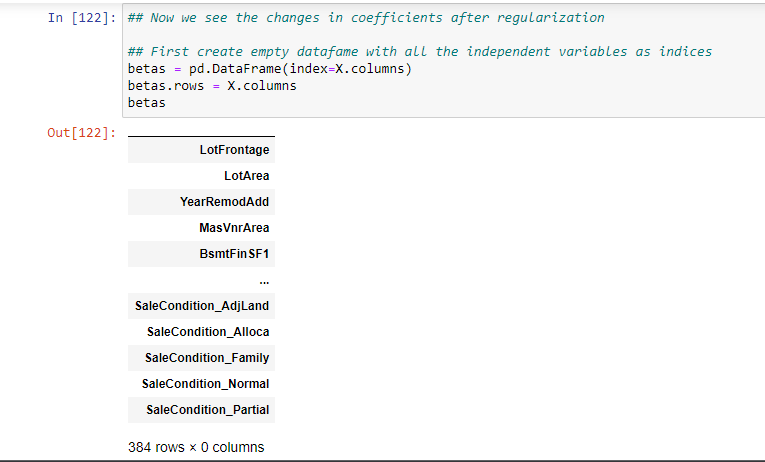 In [122]: ## Now we see the changes in coefficients after regularization
## First create empty datafame with all the independent variables as indices
betas = pd.DataFrame(index=X.columns)
betas.rows = X.columns
betas
Out[122]:
LotFrontage
LotArea
YearRemodAdd
MasVnrArea
BsmtFinSF1
...
SaleCondition_AdjLand
SaleCondition_Alloca
SaleCondition_Family
SaleCondition_Normal
SaleCondition_Partial
384 rows × 0 columns